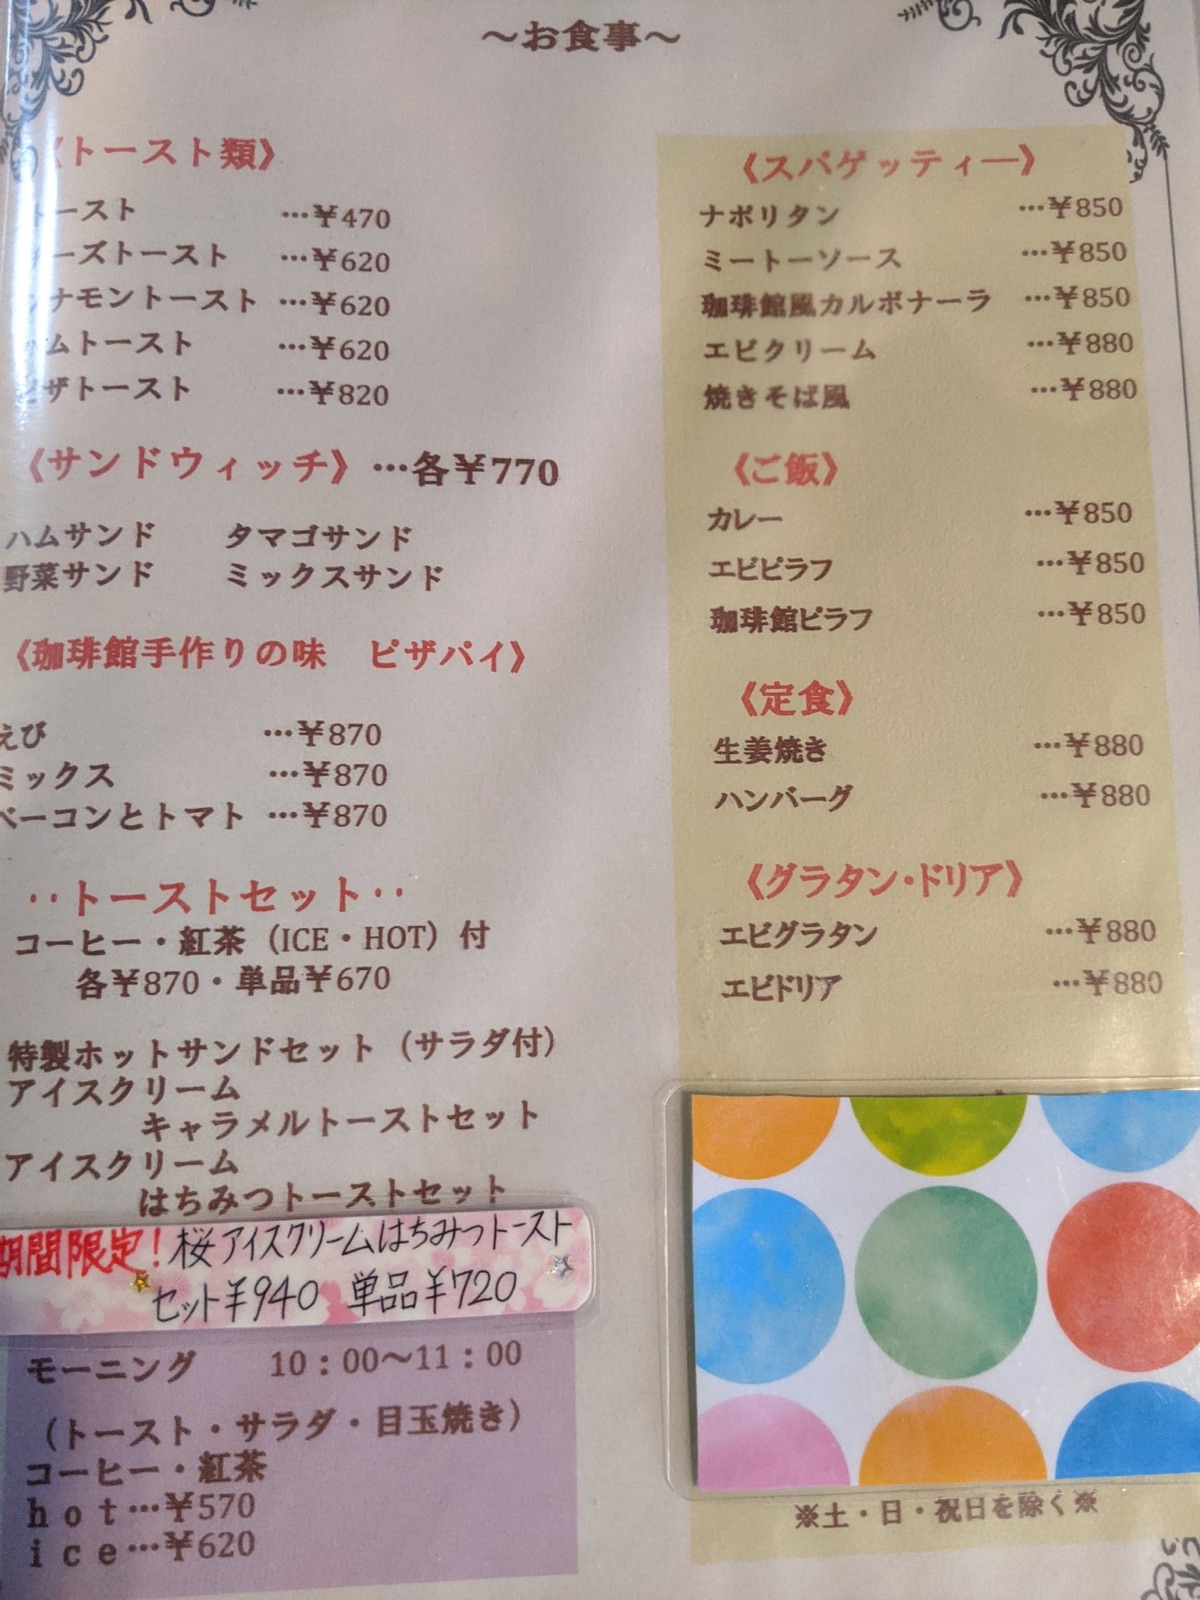 ～お食事～
《トースト類》
トースト …￥470
チーズトースト …￥620
シナモントースト …￥620
ハムトースト …￥620
ピザトースト …￥820
《サンドウィッチ》…各￥770
ハムサンド タマゴサンド
野菜サンド ミックスサンド
《珈琲館手作りの味 ピザパイ》
えび …￥870
ミックス …￥870
ベーコンとトマト …￥870
‥トーストセット‥
コーヒー・紅茶（ICE・HOT）付
各￥870・単品￥670
特製ホットサンドセット（サラダ付）
アイスクリーム
キャラメルトーストセット
アイスクリーム
はちみつトーストセット
期間限定！桜アイスクリームはちみつトースト
セット￥940 単品￥720
モーニング 10：00～11：00
（トースト・サラダ・目玉焼き）
コーヒー・紅茶
hot…￥570
ice…￥620
《スパゲッティ―》
ナポリタン …￥850
ミートーソース …￥850
珈琲館風カルボナーラ …￥850
エビクリーム …￥880
焼きそば風 …￥880
《ご飯》
カレー …￥850
エビピラフ …￥850
珈琲館ピラフ …￥850
《定食》
生姜焼き …￥880
ハンバーグ …￥880
《グラタン・ドリア》
エビグラタン …￥880
エビドリア …￥880
※土・日・祝日を除く※